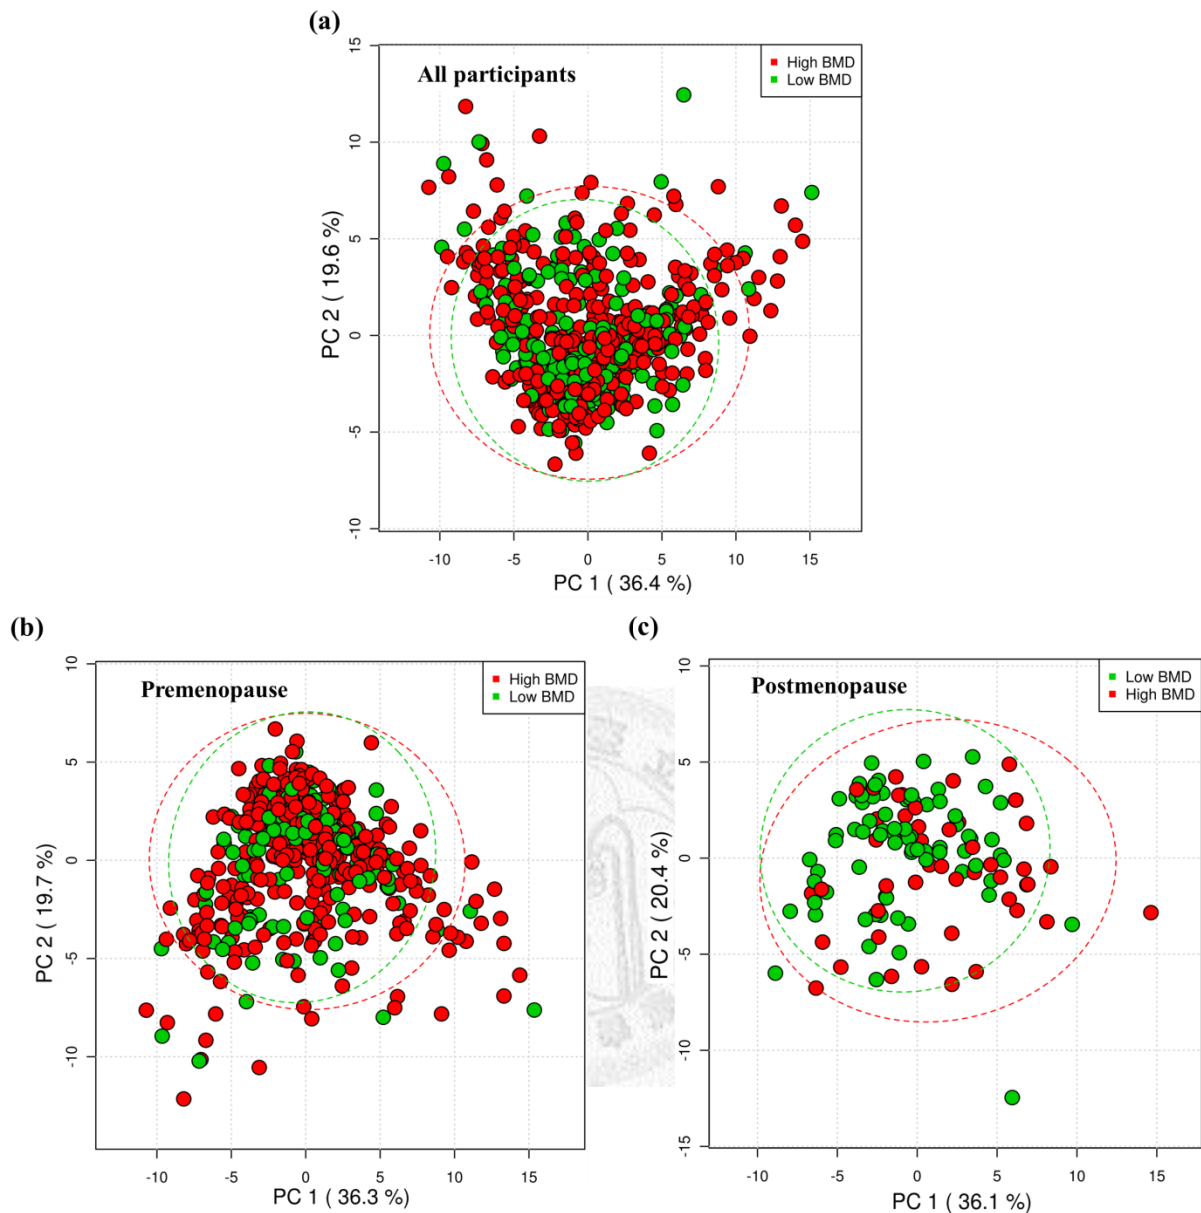 (a)
All participants
High BMD
Low BMD
15
10
5
0
-5
-10
PC 2 ( 19.6 %)
-10
-5
0
5
10
15
PC 1 ( 36.4 %)
(b)
Premenopause
High BMD
Low BMD
10
5
0
-5
-10
PC 2 ( 19.7 %)
-10
-5
0
5
10
15
PC 1 ( 36.3 %)
(c)
Postmenopause
Low BMD
High BMD
10
5
0
-5
-10
-15
PC 2 ( 20.4 %)
-10
-5
0
5
10
15
PC 1 ( 36.1 %)